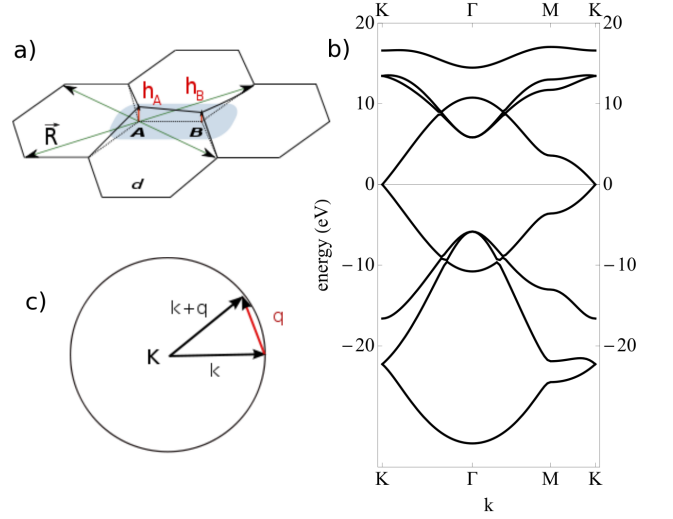 a)
h_A
h_B
A
B
R
d
b)
K Γ M K
20 20
10 10
0 0
−10 −10
−20 −20
energy (eV)
K Γ M K
k
c)
k+q
q
K
k